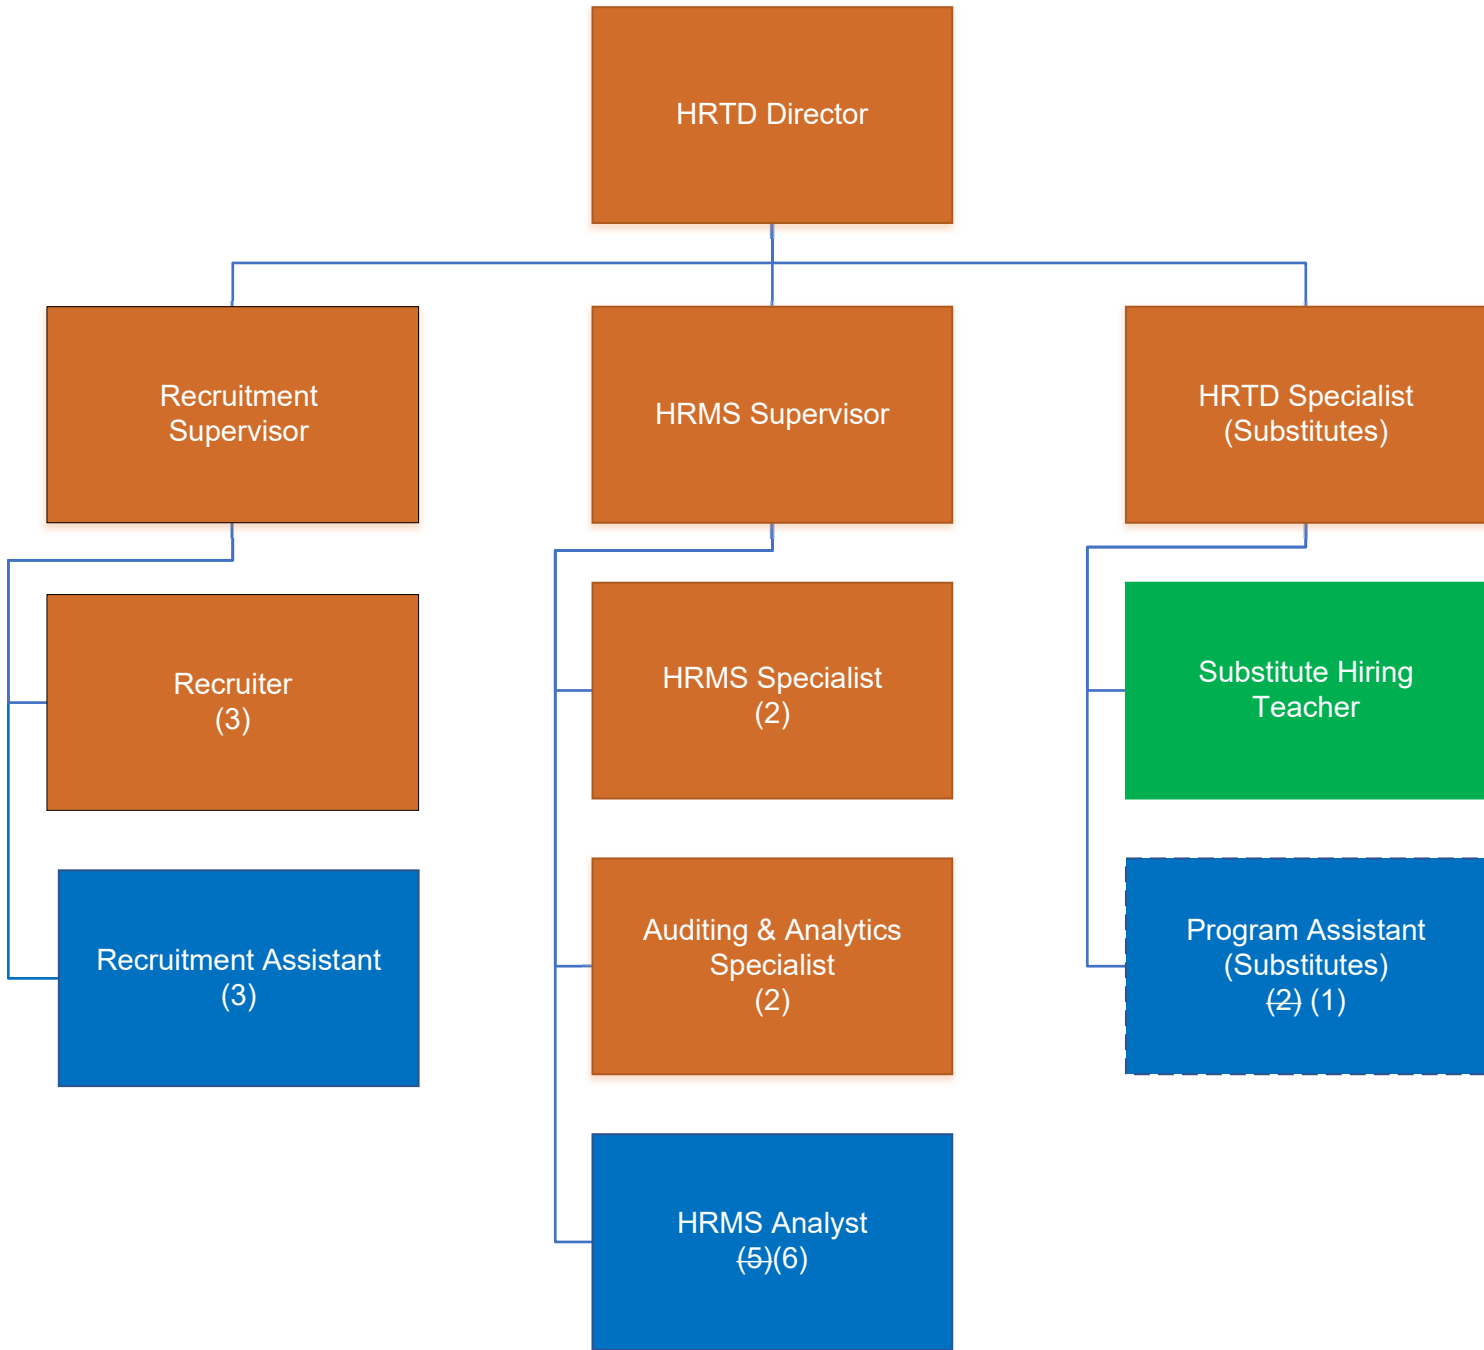 HRTD Director
Recruitment
Supervisor
HRMS Supervisor
HRTD Specialist
(Substitutes)
Recruiter
(3)
HRMS Specialist
(2)
Substitute Hiring
Teacher
Recruitment Assistant
(3)
Auditing & Analytics
Specialist
(2)
Program Assistant
(Substitutes)
(2) (1)
HRMS Analyst
(5)(6)